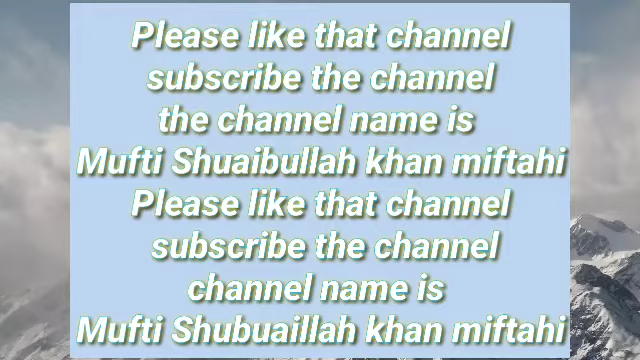 Please like that channel
subscribe the channel
the channel name is
Mufti Shuaibullah khan miftahi
Please like that channel
subscribe the channel
channel name is
Mufti Shubuaillah khan miftahi